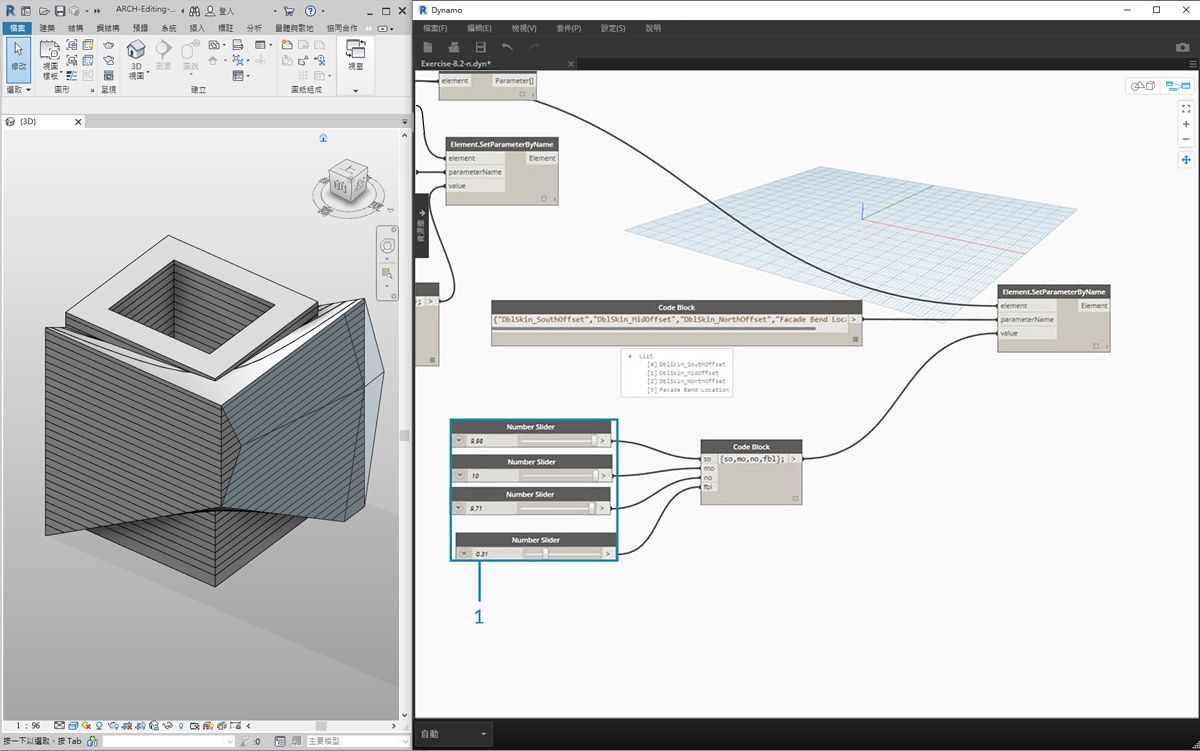 ARCH-Editing-...
登入
檔案 建築 結構 鋼結構 預鑄 系統 插入 標註 分析 量體與敷地 協同合作
修改
視圖
樣板
3D
視圖
剖面
圖說
視窗
選取
圖形
呈現
建立
圖紙組成
{3D}
1 : 96
按一下以選取，按 Tab
:0
主要模型
Dynamo
檔案(F) 編輯(E) 檢視(V) 套件(P) 設定(S) 說明
Exercise-8.2-n.dyn*
element Parameter[]
Element.SetParameterByName
element Element
parameterName
value
; >
Code Block
{"DblSkin_SouthOffset","DblSkin_MidOffset","DblSkin_NorthOffset","Facade Bend Loc >
List
[0] DblSkin_SouthOffset
[1] DblSkin_MidOffset
[2] DblSkin_NorthOffset
[3] Facade Bend Location
Element.SetParameterByName
element Element
parameterName
value
Number Slider
9.98 >
Number Slider
10 >
Number Slider
9.71 >
Number Slider
0.31 >
Code Block
so {so,mo,no,fbl}; >
mo
no
fbl
1
自動